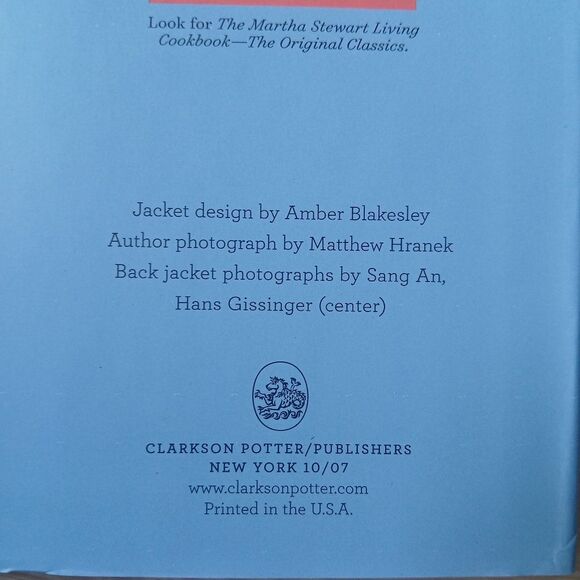 Look for The Martha Stewart Living
Cookbook—The Original Classics.
Jacket design by Amber Blakesley
Author photograph by Matthew Hranek
Back jacket photographs by Sang An,
Hans Gissinger (center)
CLARKSON POTTER/PUBLISHERS
NEW YORK 10/07
www.clarksonpotter.com
Printed in the U.S.A.